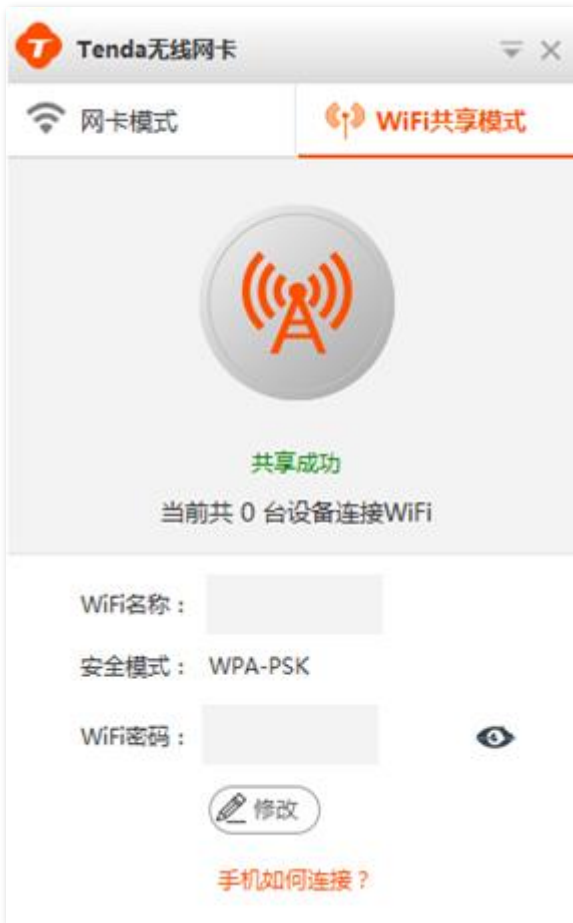 Tenda无线网卡
网卡模式
WiFi共享模式
共享成功
当前共 0 台设备连接WiFi
WiFi名称：
安全模式： WPA-PSK
WiFi密码：
修改
手机如何连接？